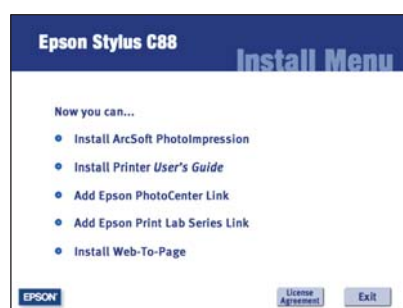 Epson Stylus C88
Install Menu
Now you can...
Install ArcSoft PhotoImpression
Install Printer User's Guide
Add Epson PhotoCenter Link
Add Epson Print Lab Series Link
Install Web-To-Page
EPSON
License
Agreement
Exit